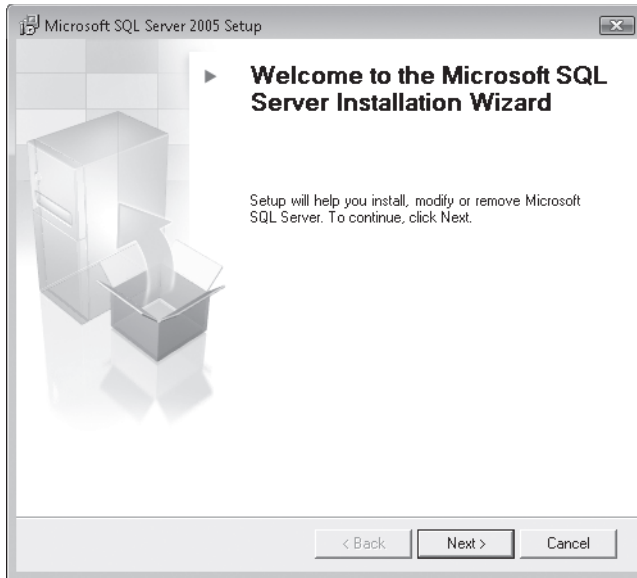 Microsoft SQL Server 2005 Setup
Welcome to the Microsoft SQL
Server Installation Wizard
Setup will help you install, modify or remove Microsoft
SQL Server. To continue, click Next.
< Back
Next >
Cancel